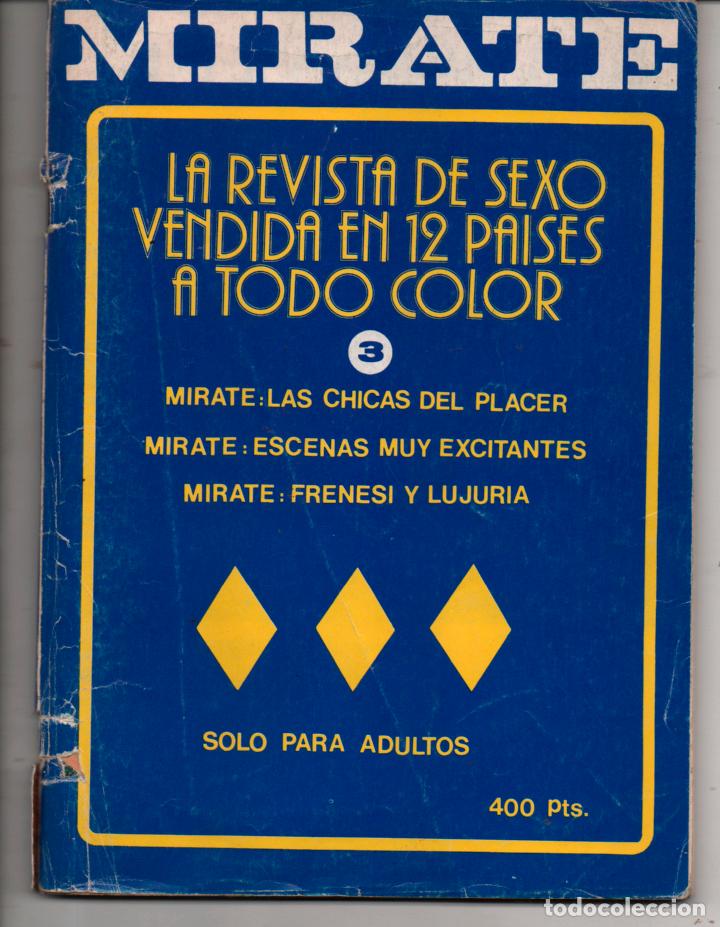 MIRATE
LA REVISTA DE SEXO
VENDIDA EN 12 PAISES
A TODO COLOR
3
MIRATE: LAS CHICAS DEL PLACER
MIRATE: ESCENAS MUY EXCITANTES
MIRATE: FRENESI Y LUJURIA
SOLO PARA ADULTOS
400 Pts.
todocoleccion